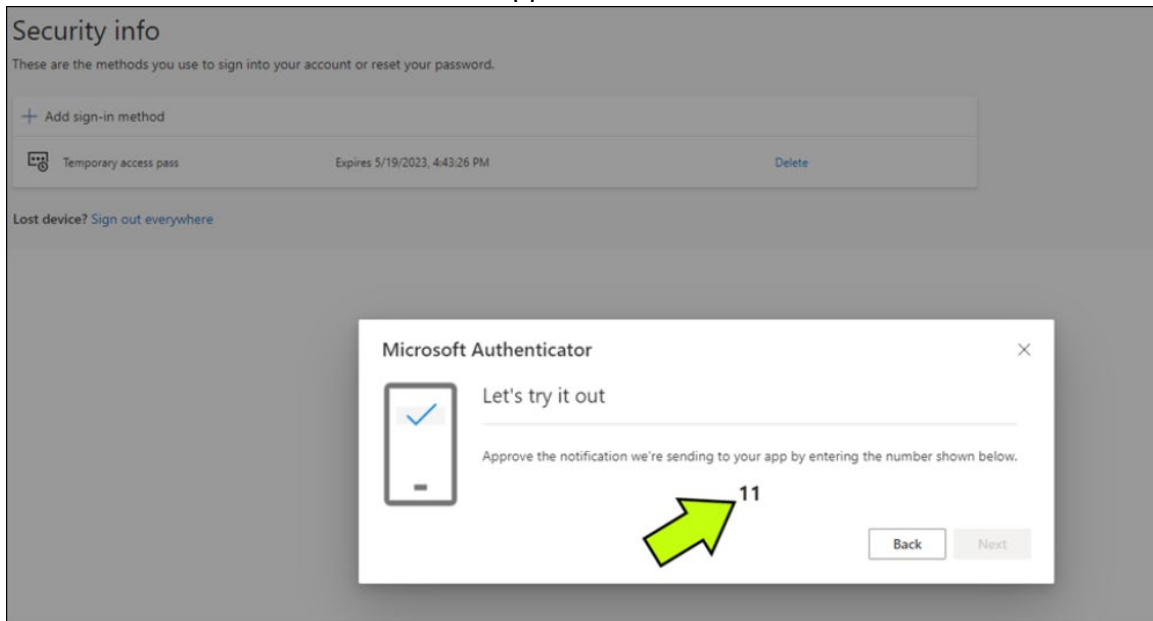 Security info
These are the methods you use to sign into your account or reset your password.
+ Add sign-in method
Temporary access pass Expires 5/19/2023, 4:43:26 PM Delete
Lost device? Sign out everywhere
Microsoft Authenticator
Let's try it out
Approve the notification we're sending to your app by entering the number shown below.
11
Back Next